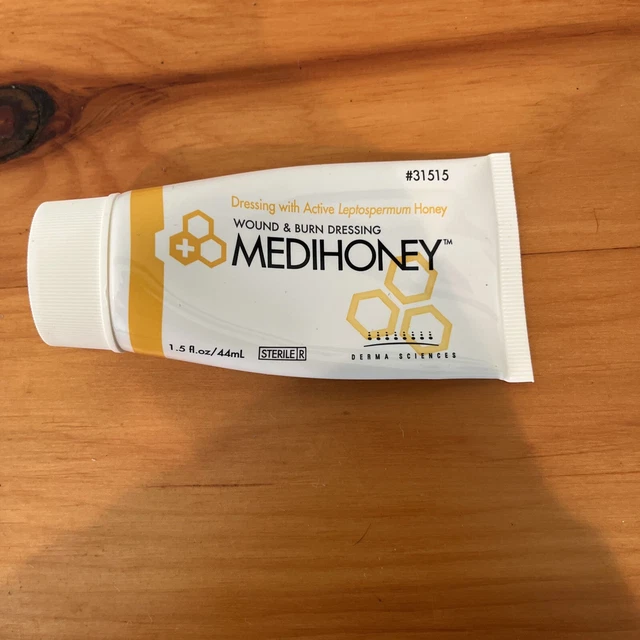 #31515
Dressing with Active Leptospermum Honey
WOUND & BURN DRESSING
MEDIHONEY™
1.5 fl.oz/44mL
STERILE R
DERMA SCIENCES